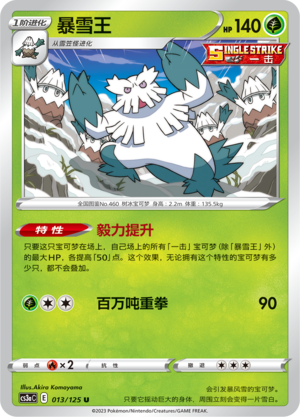 1阶进化
暴雪王
HP 140
从雪笠怪进化
SINGLE STRIKE
一击
全国图鉴No.460 树冰宝可梦 身高：2.2m 体重：135.5kg
特性 毅力提升
只要这只宝可梦在场上，自己场上的所有「一击」宝可梦（除「暴雪王」外）
的最大HP，各提高「50」点。这个效果，无论拥有这个特性的宝可梦有多
少只，都不会叠加。
百万吨重拳 90
弱点 ×2 抵抗力 撤退
Illus.Akira Komayama
CS3aC E 013/125 U
会引发暴风雪的宝可梦。
只要它摇动巨大的身体，周围立刻会变得一片雪白。
©2023 Pokémon/Nintendo/Creatures/GAME FREAK.